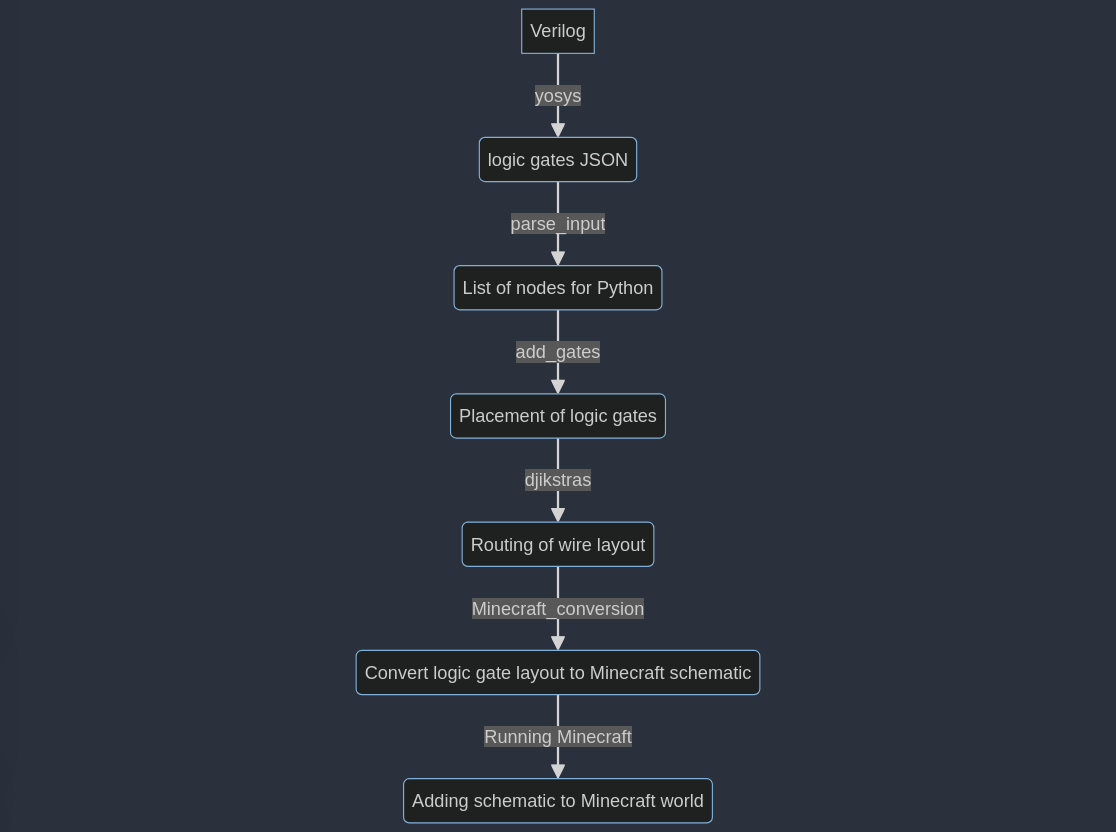 Verilog
yosys
logic gates JSON
parse_input
List of nodes for Python
add_gates
Placement of logic gates
djikstras
Routing of wire layout
Minecraft_conversion
Convert logic gate layout to Minecraft schematic
Running Minecraft
Adding schematic to Minecraft world